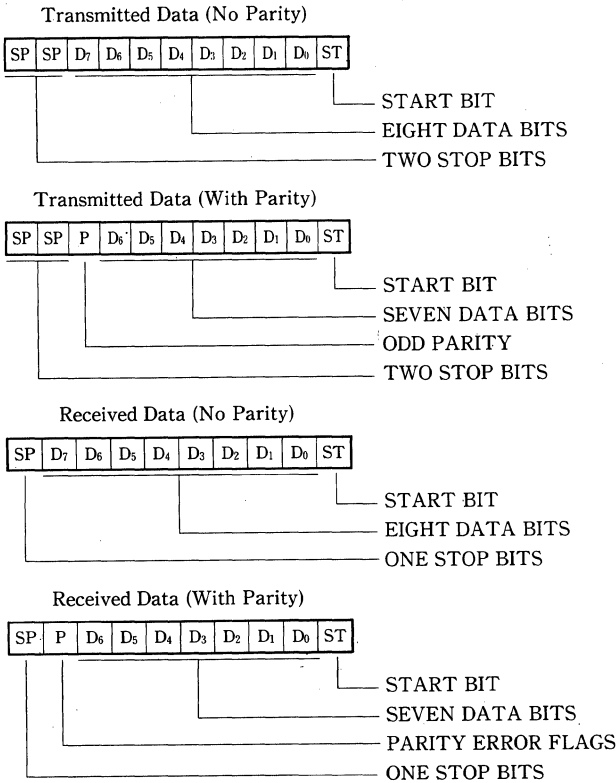 Transmitted Data (No Parity)
SP SP D7 D6 D5 D4 D3 D2 D1 D0 ST
START BIT
EIGHT DATA BITS
TWO STOP BITS
Transmitted Data (With Parity)
SP SP P D6 D5 D4 D3 D2 D1 D0 ST
START BIT
SEVEN DATA BITS
ODD PARITY
TWO STOP BITS
Received Data (No Parity)
SP D7 D6 D5 D4 D3 D2 D1 D0 ST
START BIT
EIGHT DATA BITS
ONE STOP BITS
Received Data (With Parity)
SP P D6 D5 D4 D3 D2 D1 D0 ST
START BIT
SEVEN DATA BITS
PARITY ERROR FLAGS
ONE STOP BITS